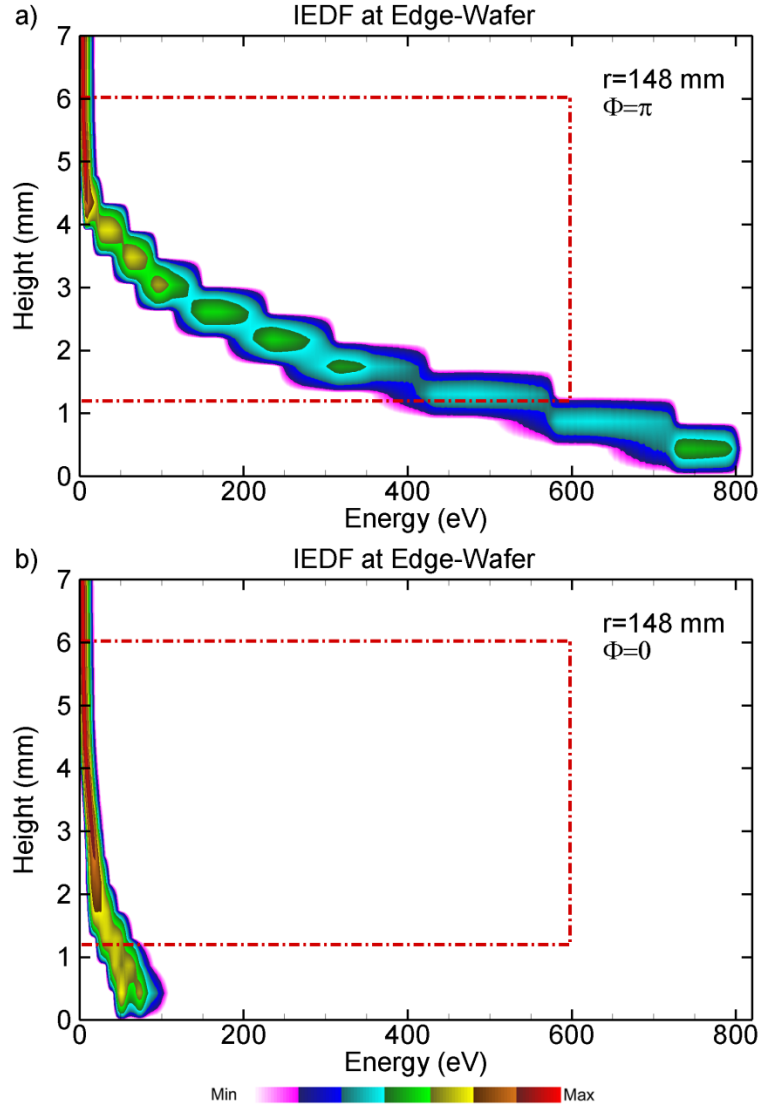 a)
IEDF at Edge-Wafer
7
6
5
4
3
2
1
0
Height (mm)
r=148 mm
Φ=π
0
200
400
600
800
Energy (eV)
b)
IEDF at Edge-Wafer
7
6
5
4
3
2
1
0
Height (mm)
r=148 mm
Φ=0
0
200
400
600
800
Energy (eV)
Min
Max